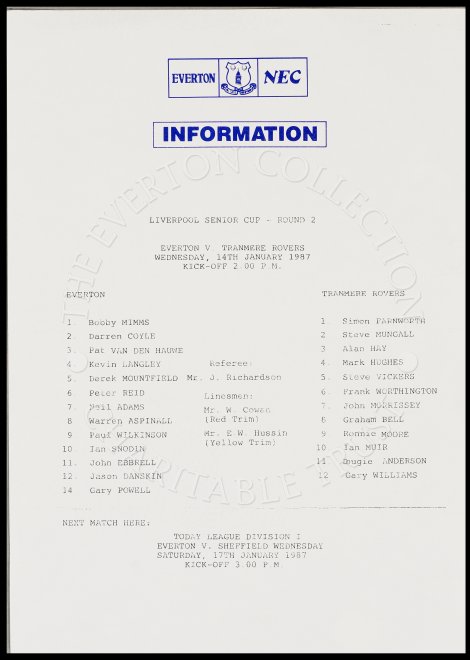 EVERTON NEC
INFORMATION
THE EVERTON COLLECTION CHARITABLE TRUST
LIVERPOOL SENIOR CUP - ROUND 2
EVERTON V. TRANMERE ROVERS
WEDNESDAY, 14TH JANUARY 1987
KICK-OFF 2.00 P.M.
EVERTON
1. Bobby MIMMS
2. Darren COYLE
3. Pat VAN DEN HAUWE
4. Kevin LANGLEY
5. Derek MOUNTFIELD
6. Peter REID
7. Neil ADAMS
8 Warren ASPINALL
9 Paul WILKINSON
10. Ian SNODIN
11. John EBBRELL
12. Jason DANSKIN
14 Gary POWELL
Referee:
Mr. J. Richardson
Linesmen:
Mr. W. Cowan
(Red Trim)
Mr. E.W. Hussin
(Yellow Trim)
TRANMERE ROVERS
1. Simon FARNWORTH
2 Steve MUNGALL
3 Alan HAY
4. Mark HUGHES
5. Steve VICKERS
6. Frank WORTHINGTON
7. John MORRISSEY
8 Graham BELL
9 Ronnie MOORE
10 Ian MUIR
11 Dougie ANDERSON
12 Gary WILLIAMS
NEXT MATCH HERE:
TODAY LEAGUE DIVISION I
EVERTON V. SHEFFIELD WEDNESDAY
SATURDAY, 17TH JANUARY 1987
KICK-OFF 3.00 P.M.